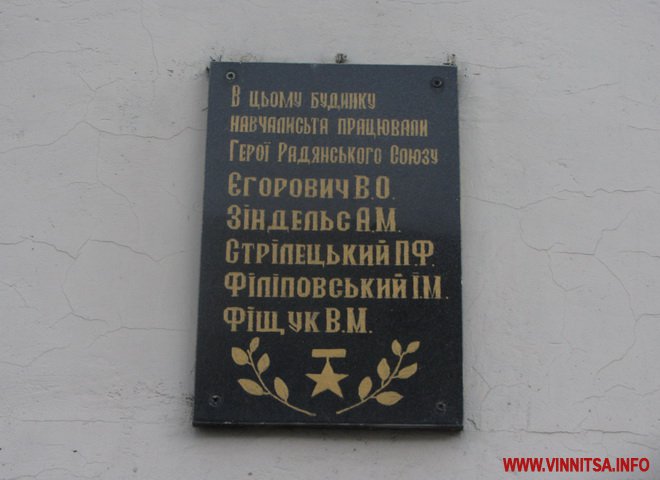 В цьому будинку
навчалисьта працювали
Герої Радянського Союзу
Єгорович В.О.
Зіндельс А.М.
Стрілецький П.Ф.
Філіповський І.М.
Фіщук В.М.
WWW.VINNITSA.INFO